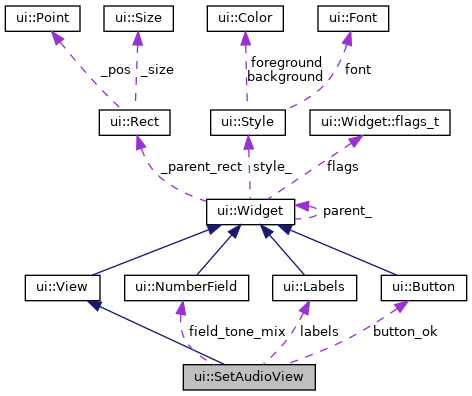 ui::Point
ui::Size
ui::Color
ui::Font
_pos
_size
foreground
background
font
ui::Rect
ui::Style
ui::Widget::flags_t
_parent_rect
style_
flags
ui::Widget
parent_
ui::View
ui::NumberField
ui::Labels
ui::Button
field_tone_mix
labels
button_ok
ui::SetAudioView